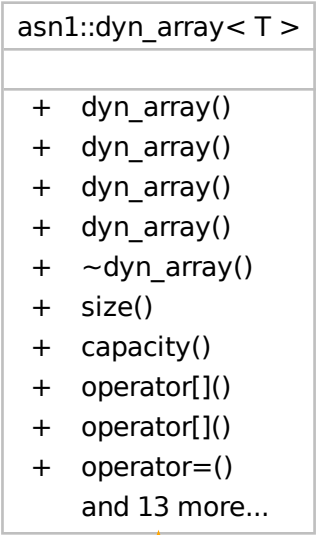 asn1::dyn_array< T >
+ dyn_array()
+ dyn_array()
+ dyn_array()
+ dyn_array()
+ ~dyn_array()
+ size()
+ capacity()
+ operator[]()
+ operator[]()
+ operator=()
and 13 more...